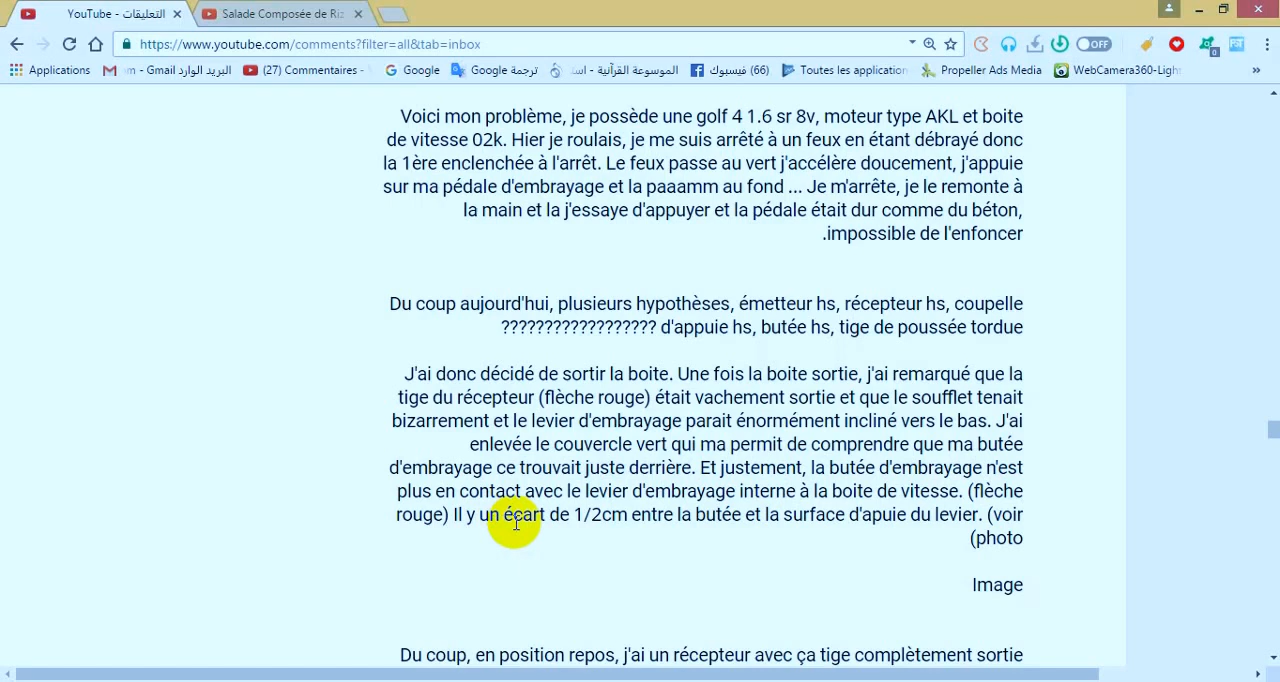 YouTube - التعليقات
Salade Composée de Riz
https://www.youtube.com/comments?filter=all&tab=inbox
OFF
Applications
البريد الوارد - Gmail - m
(27) Commentaires -
Google
Google ترجمة
الموسوعة القرآنية -
(66) فيسبوك
Toutes les application
Propeller Ads Media
WebCamera360-Light
Voici mon problème, je possède une golf 4 1.6 sr 8v, moteur type AKL et boite
de vitesse 02k. Hier je roulais, je me suis arrêté à un feux en étant débrayé donc
la 1ère enclenchée à l'arrêt. Le feux passe au vert j'accélère doucement, j'appuie
sur ma pédale d'embrayage et la paaamm au fond ... Je m'arrête, je le remonte à
la main et la j'essaye d'appuyer et la pédale était dur comme du béton,
.impossible de l'enfoncer
Du coup aujourd'hui, plusieurs hypothèses, émetteur hs, récepteur hs, coupelle
?????????????????? d'appuie hs, butée hs, tige de poussée tordue
J'ai donc décidé de sortir la boite. Une fois la boite sortie, j'ai remarqué que la
tige du récepteur (flèche rouge) était vachement sortie et que le soufflet tenait
bizarrement et le levier d'embrayage parait énormément incliné vers le bas. J'ai
enlevée le couvercle vert qui ma permit de comprendre que ma butée
d'embrayage ce trouvait juste derrière. Et justement, la butée d'embrayage n'est
plus en contact avec le levier d'embrayage interne à la boite de vitesse. (flèche
rouge) Il y un écart de 1/2cm entre la butée et la surface d'apuie du levier. (voir
(photo
Image
Du coup, en position repos, j'ai un récepteur avec ça tige complètement sortie